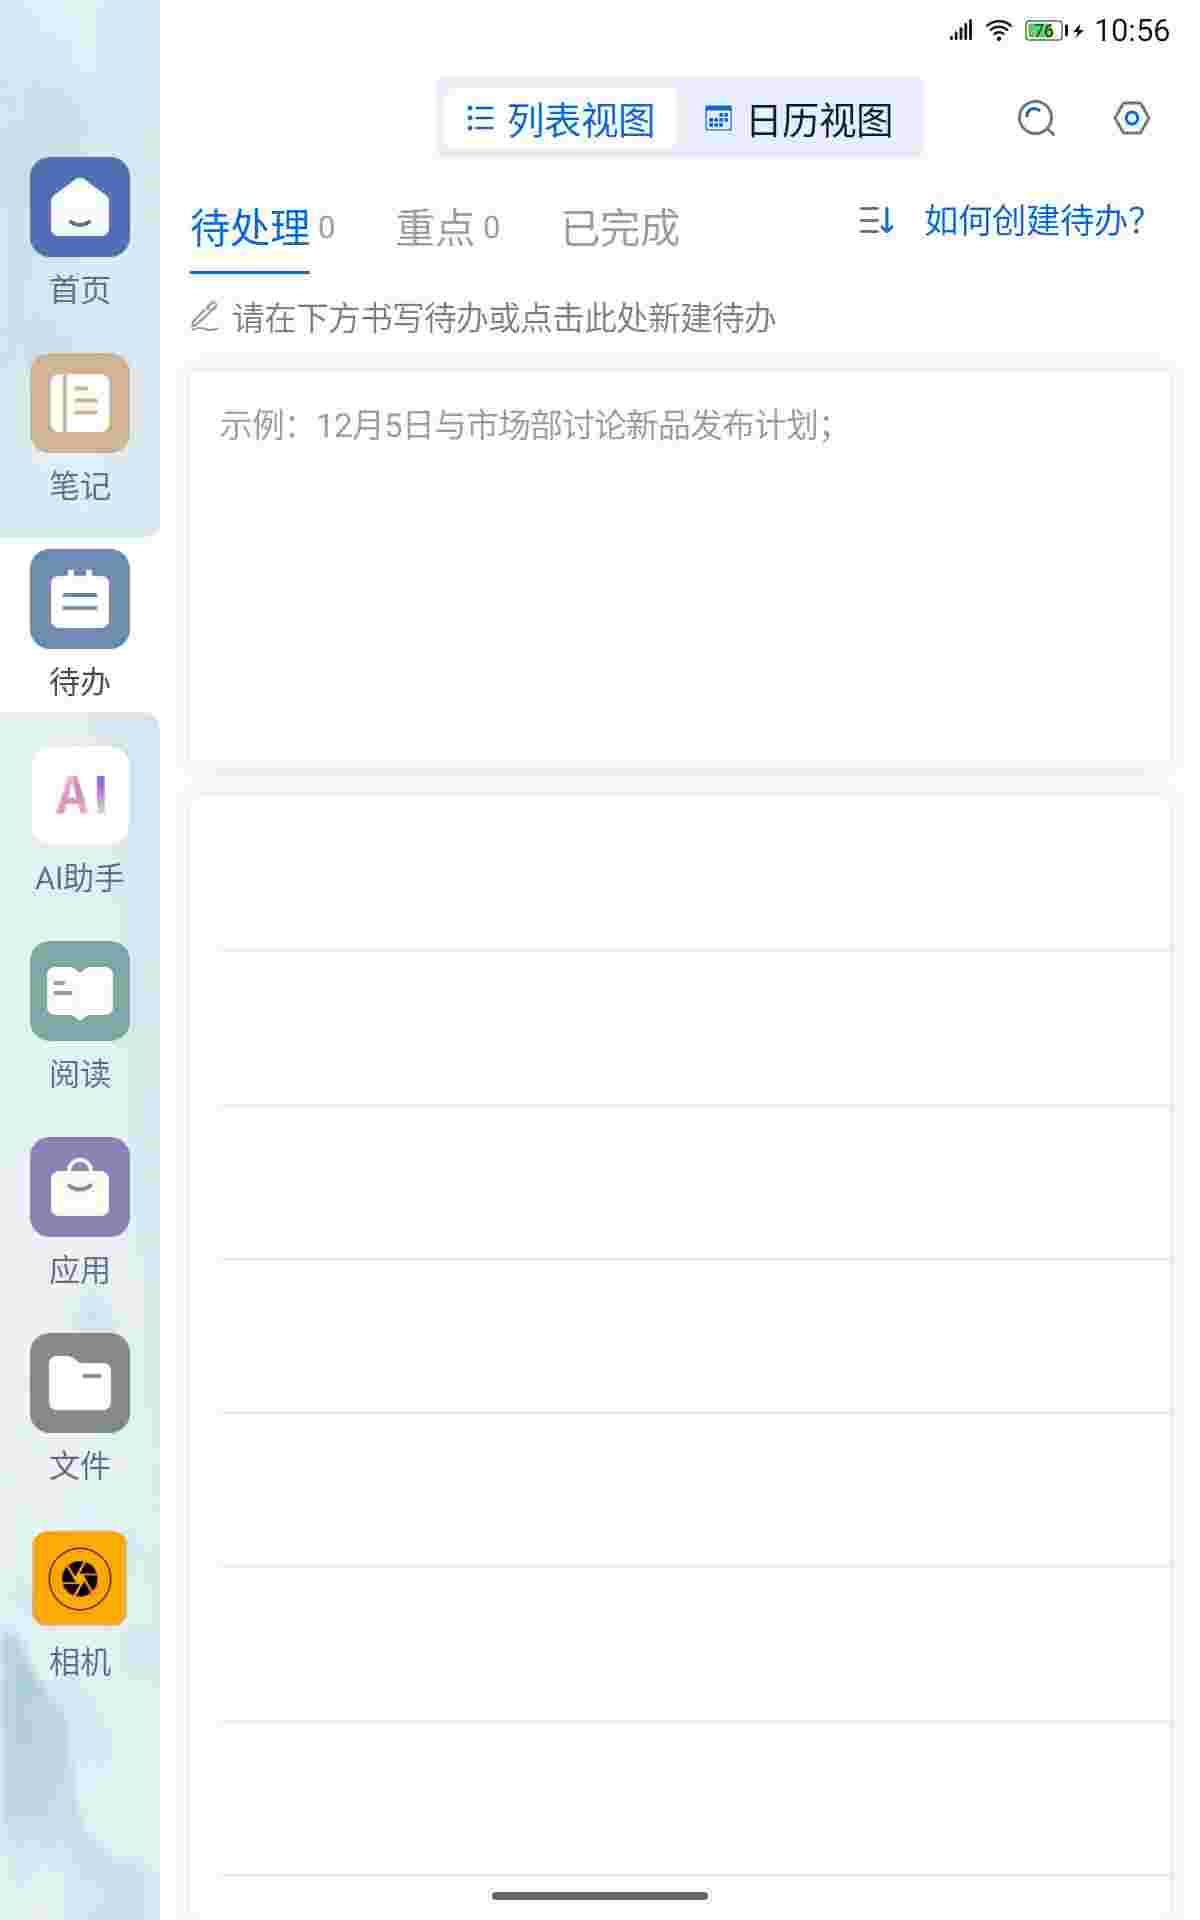 76 10:56
列表视图 日历视图
待处理 0 重点 0 已完成 如何创建待办?
请在下方书写待办或点击此处新建待办
示例：12月5日与市场部讨论新品发布计划；
首页
笔记
待办
AI
AI助手
阅读
应用
文件
相机